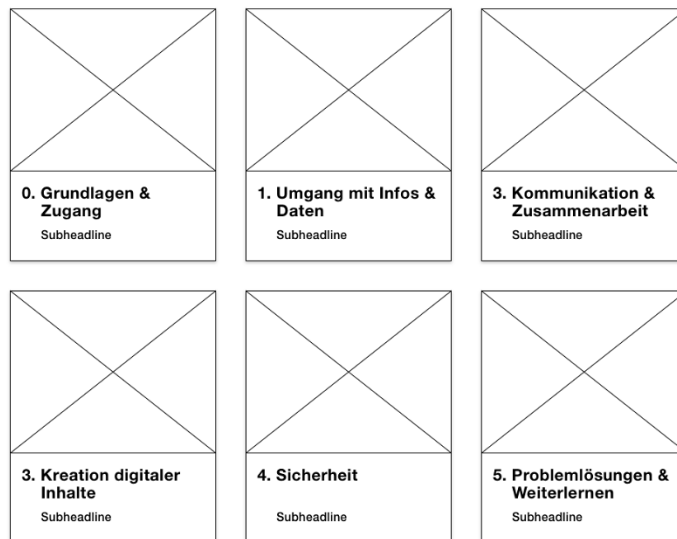 0. Grundlagen &
Zugang
Subheadline
1. Umgang mit Infos &
Daten
Subheadline
3. Kommunikation &
Zusammenarbeit
Subheadline
3. Kreation digitaler
Inhalte
Subheadline
4. Sicherheit
Subheadline
5. Problemlösungen &
Weiterlernen
Subheadline